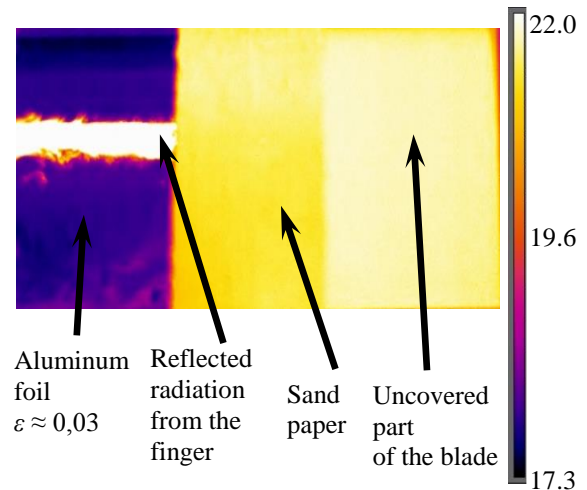 22.0
19.6
17.3
Aluminum
foil
ε ≈ 0,03
Reflected
radiation
from the
finger
Sand
paper
Uncovered
part
of the blade